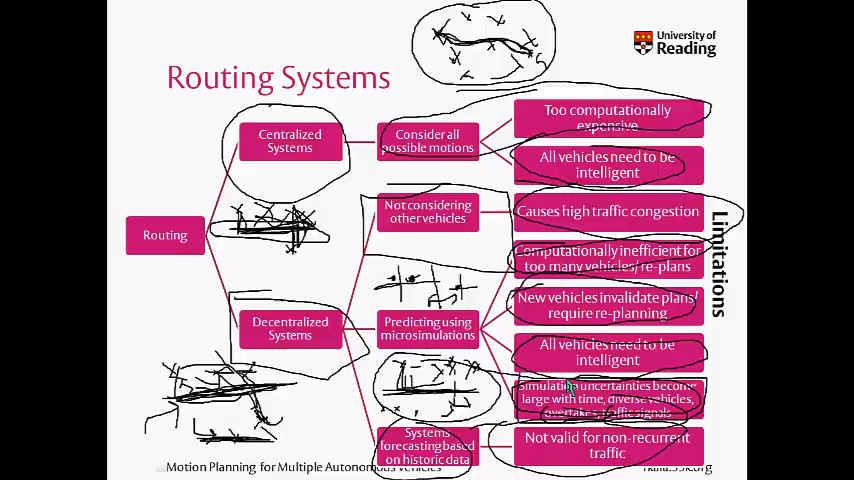 University of
Reading
Routing Systems
Centralized
Systems
Consider all
possible motions
Too computationally
expensive
All vehicles need to be
intelligent
Not considering
other vehicles
Causes high traffic congestion
Routing
Computationally inefficient for
too many vehicles/ re-plans
New vehicles invalidate plans/
require re-planning
Decentralized
Systems
Predicting using
microsimulations
All vehicles need to be
intelligent
Simulation uncertainties become
large with time, diverse vehicles,
overtakes, traffic signals
Systems
forecasting based
on historic data
Not valid for non-recurrent
traffic
Limitations
Motion Planning for Multiple Autonomous Vehicles